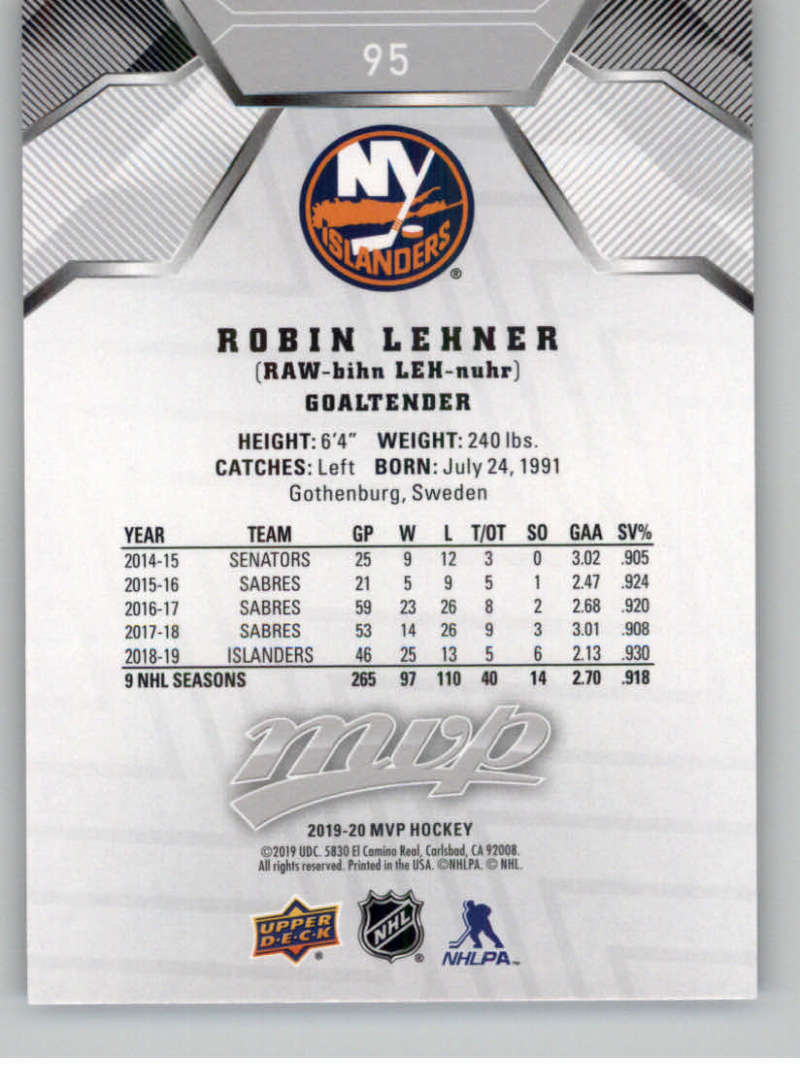 95
NY
ISLANDERS
®
ROBIN LEHNER
(RAW-bihn LEH-nuhr)
GOALTENDER
HEIGHT: 6'4" WEIGHT: 240 lbs.
CATCHES: Left BORN: July 24, 1991
Gothenburg, Sweden
YEAR TEAM GP W L T/OT SO GAA SV%
2014-15 SENATORS 25 9 12 3 0 3.02 .905
2015-16 SABRES 21 5 9 5 1 2.47 .924
2016-17 SABRES 59 23 26 8 2 2.68 .920
2017-18 SABRES 53 14 26 9 3 3.01 .908
2018-19 ISLANDERS 46 25 13 5 6 2.13 .930
9 NHL SEASONS 265 97 110 40 14 2.70 .918
mvp
2019-20 MVP HOCKEY
©2019 UDC. 5830 El Camino Real, Carlsbad, CA 92008.
All rights reserved. Printed in the USA. ©NHLPA. © NHL.
UPPER
D·E·C·K
®
NHL
®
NHLPA™